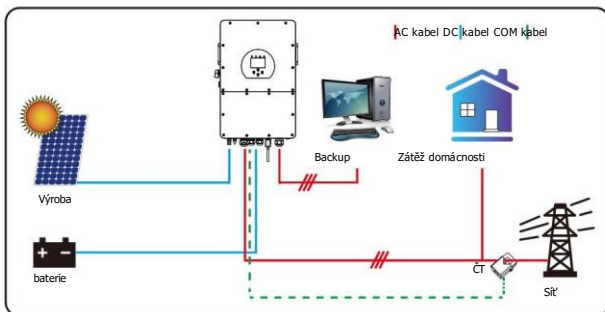 AC kabel DC kabel COM kabel
Backup
Zátěž domácnosti
Výroba
baterie
ČT
Síť